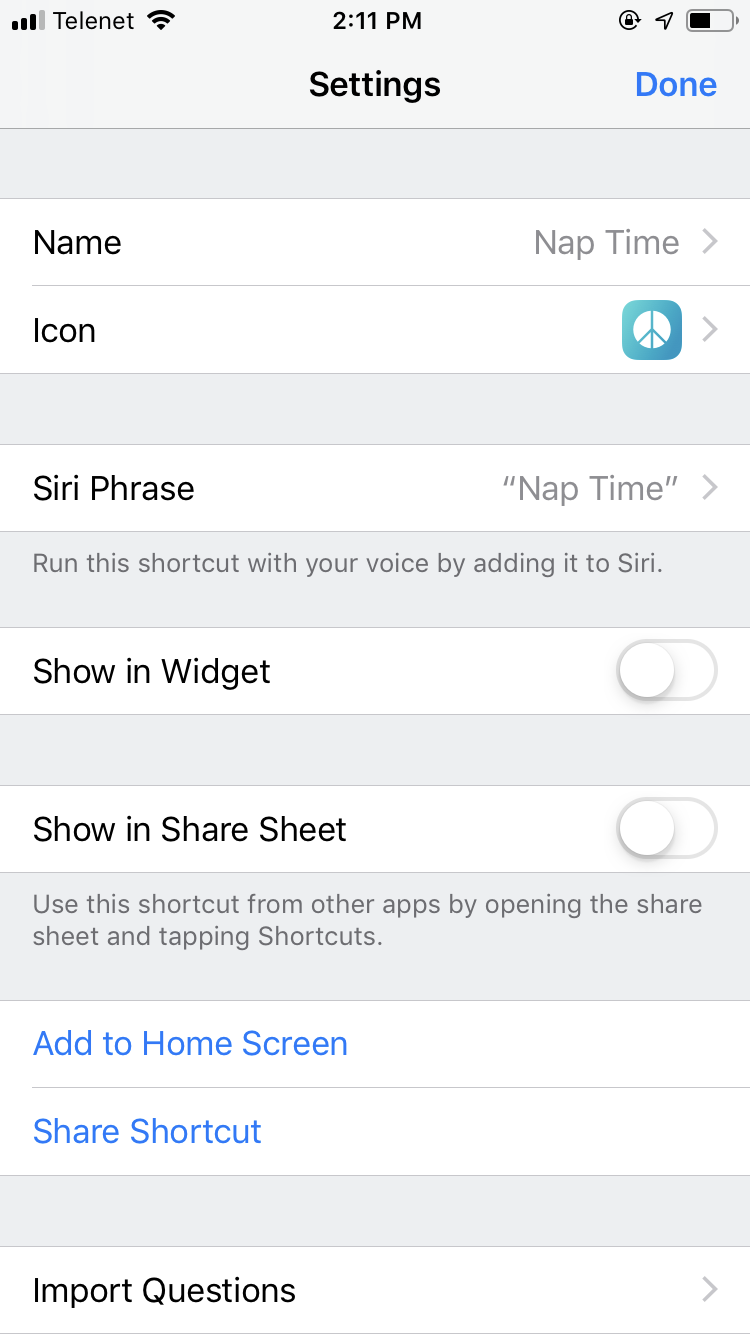 Telenet 2:11 PM
Settings Done
Name Nap Time
Icon
Siri Phrase “Nap Time”
Run this shortcut with your voice by adding it to Siri.
Show in Widget
Show in Share Sheet
Use this shortcut from other apps by opening the share
sheet and tapping Shortcuts.
Add to Home Screen
Share Shortcut
Import Questions